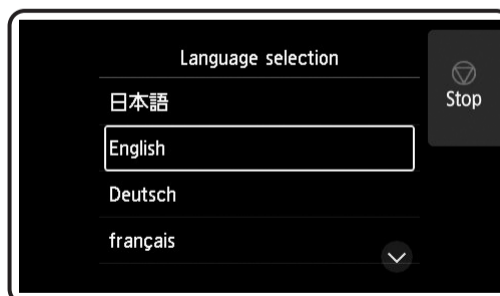 Language selection
日本語
Stop
English
Deutsch
français